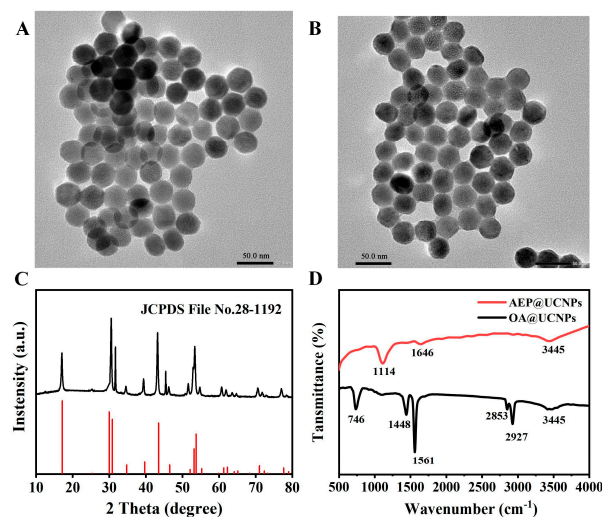 A
50.0 nm
B
50.0 nm
C
JCPDS File No.28-1192
Instensity (a.u.)
10 20 30 40 50 60 70 80
2 Theta (degree)
D
AEP@UCNPs
OA@UCNPs
1114
1646
3445
746
1448
1561
2853
2927
3445
Tansmittance (%)
500 1000 1500 2000 2500 3000 3500 4000
Wavenumber (cm-1)